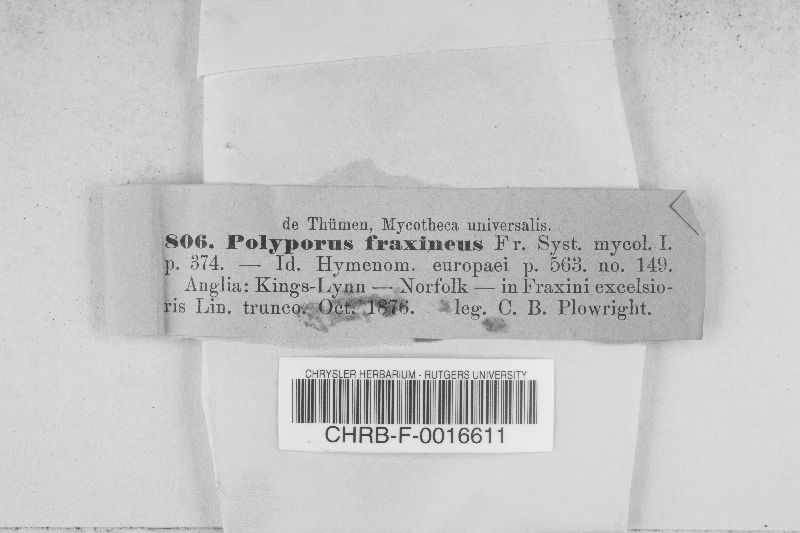 de Thümen, Mycotheca universalis.
806. Polyporus fraxineus Fr. Syst. mycol. I.
p. 374. — Id. Hymenom. europaei p. 563. no. 149.
Anglia: Kings-Lynn — Norfolk — in Fraxini excelsio-
ris Lin. trunco. Oct. 1876. leg. C. B. Plowright.
CHRYSLER HERBARIUM - RUTGERS UNIVERSITY
CHRB-F-0016611